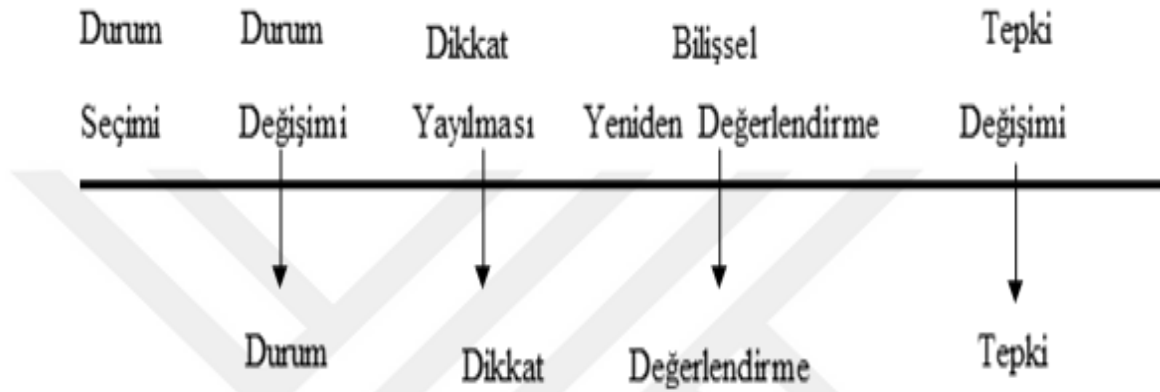 Durum Durum Dikkat Bilişsel Tepki
Seçimi Değişimi Yayılması Yeniden Değerlendirme Değişimi
Durum Dikkat Değerlendirme Tepki